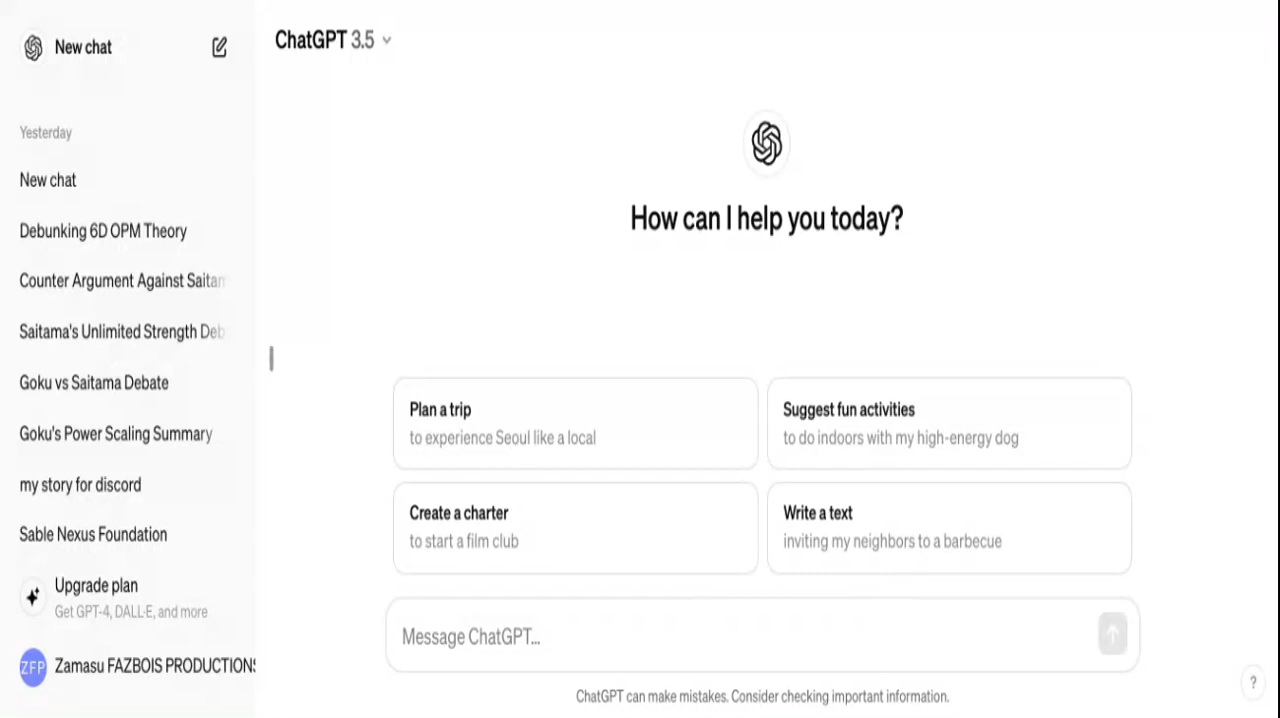 New chat
ChatGPT 3.5
Yesterday
New chat
Debunking 6D OPM Theory
Counter Argument Against Saitam
Saitama's Unlimited Strength Deb
Goku vs Saitama Debate
Goku's Power Scaling Summary
my story for discord
Sable Nexus Foundation
Upgrade plan
Get GPT-4, DALL·E, and more
ZFP
Zamasu FAZBOIS PRODUCTIONS
How can I help you today?
Plan a trip
to experience Seoul like a local
Suggest fun activities
to do indoors with my high-energy dog
Create a charter
to start a film club
Write a text
inviting my neighbors to a barbecue
Message ChatGPT...
ChatGPT can make mistakes. Consider checking important information.
?